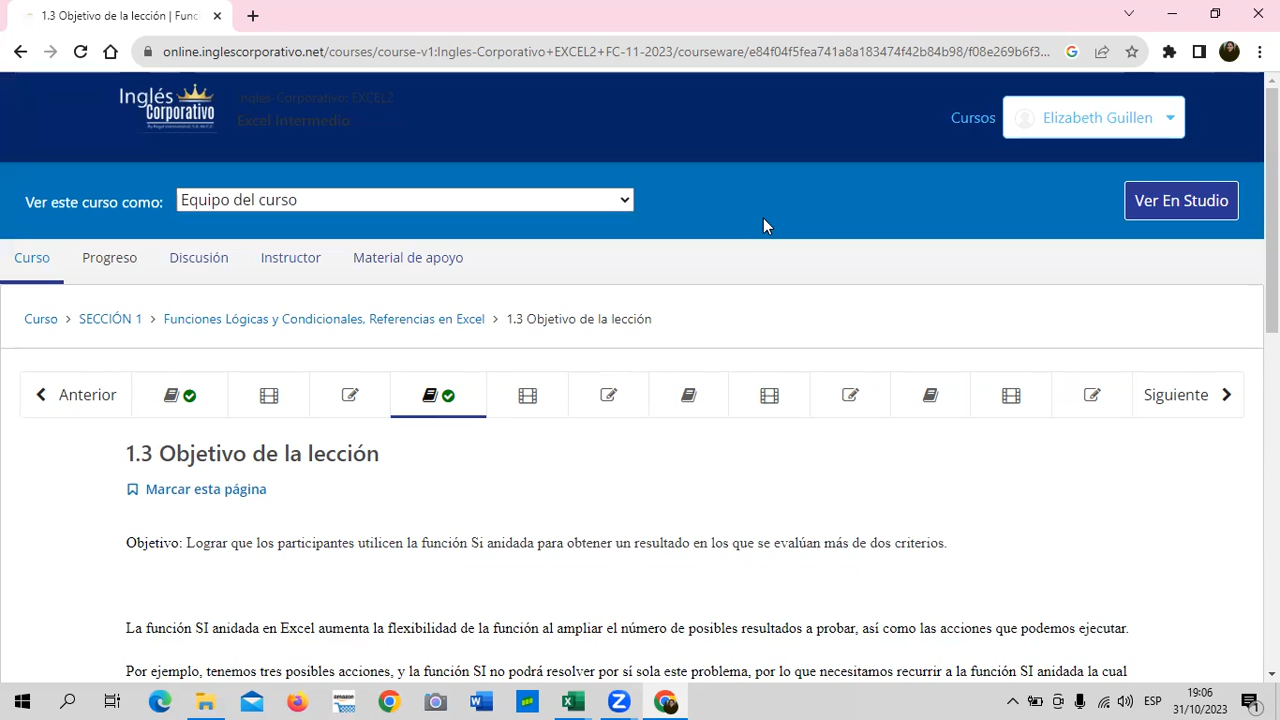 1.3 Objetivo de la lección | Func
online.inglescorporativo.net/courses/course-v1:Ingles-Corporativo+EXCEL2+FC-11-2023/courseware/e84f04f5fea741a8a183474f42b84b98/f08e269b6f3...
Inglés
Corporativo
Ingles-Corporativo: EXCEL2
Excel Intermedio
Cursos
Elizabeth Guillen
Ver este curso como:
Equipo del curso
Ver En Studio
Curso
Progreso
Discusión
Instructor
Material de apoyo
Curso > SECCIÓN 1 > Funciones Lógicas y Condicionales, Referencias en Excel > 1.3 Objetivo de la lección
Anterior
Siguiente
1.3 Objetivo de la lección
Marcar esta página
Objetivo: Lograr que los participantes utilicen la función Si anidada para obtener un resultado en los que se evalúan más de dos criterios.
La función SI anidada en Excel aumenta la flexibilidad de la función al ampliar el número de posibles resultados a probar, así como las acciones que podemos ejecutar.
Por ejemplo, tenemos tres posibles acciones, y la función SI no podrá resolver por sí sola este problema, por lo que necesitamos recurrir a la función SI anidada la cual
ESP
19:06
31/10/2023